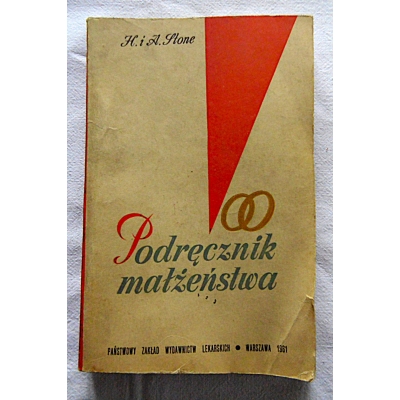 H. i A. Stone
Podręcznik
małżeństwa
PAŃSTWOWY ZAKŁAD WYDAWNICTW LEKARSKICH • WARSZAWA 1961